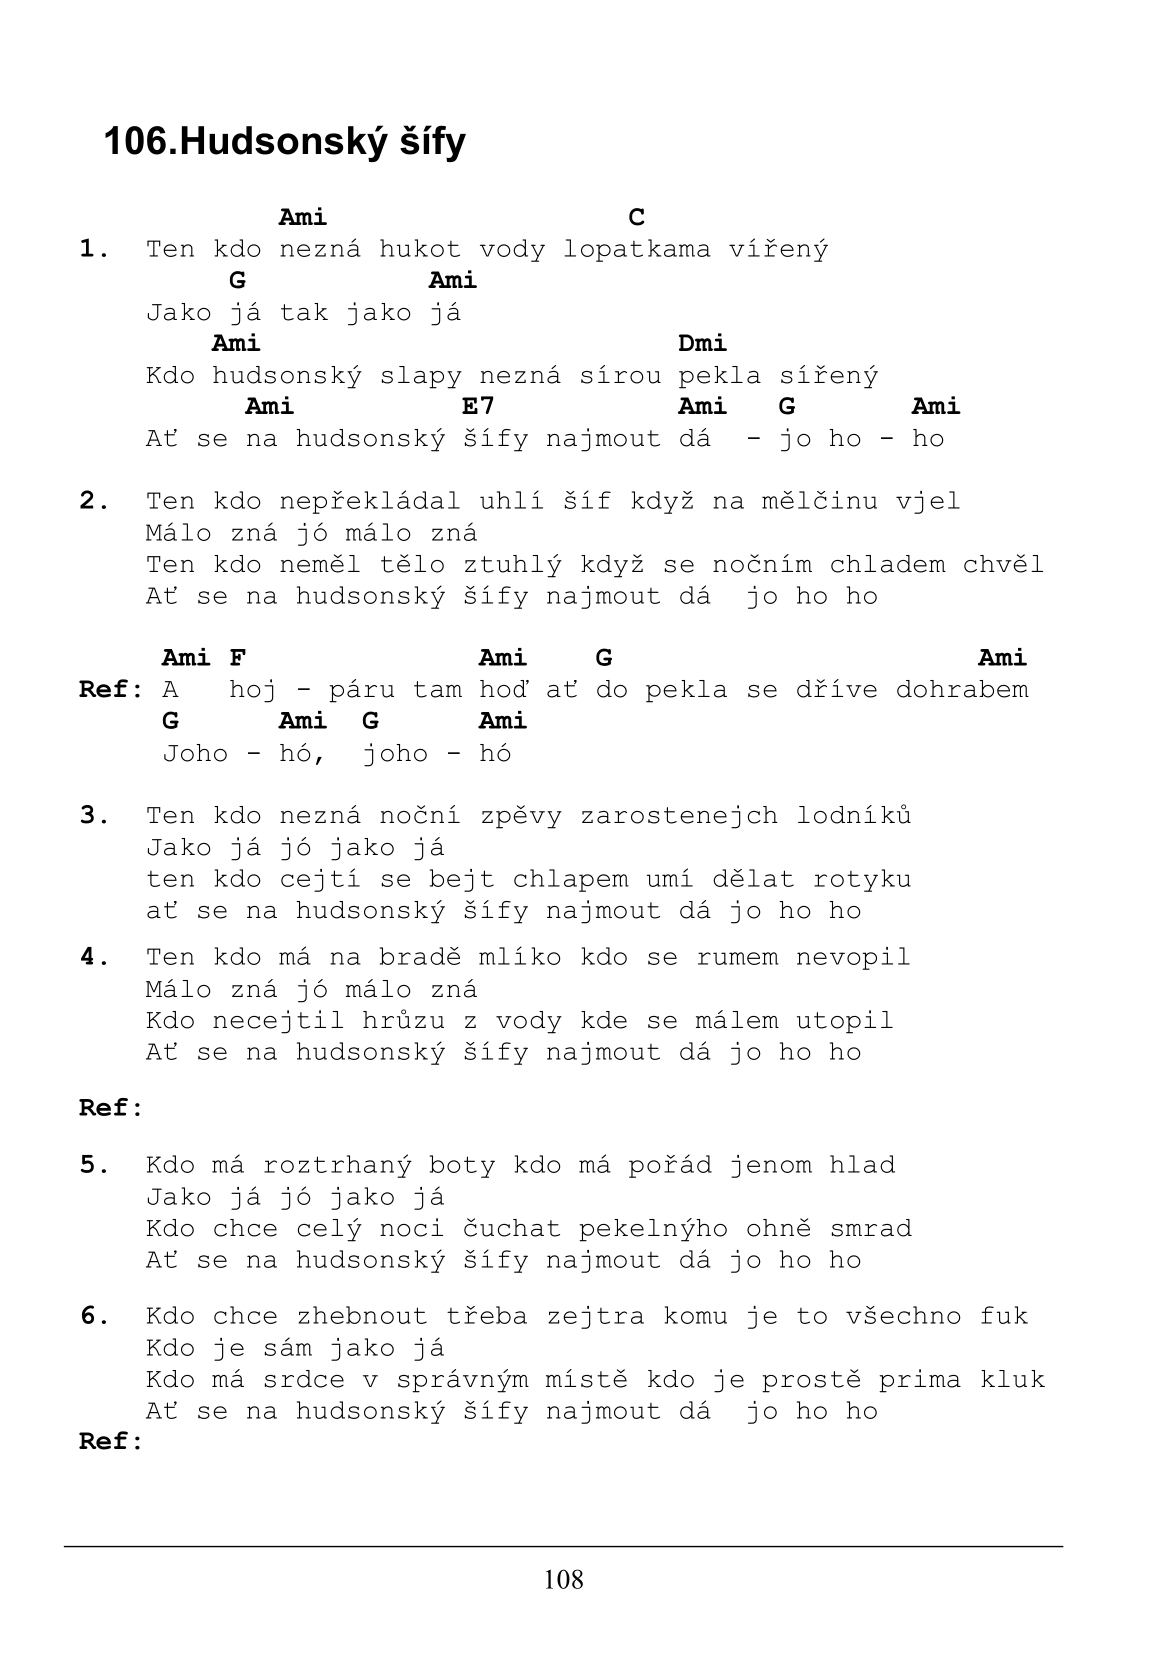 106.Hudsonský šífy
Ami C
1. Ten kdo nezná hukot vody lopatkama vířený
G Ami
Jako já tak jako já
Ami Dmi
Kdo hudsonský slapy nezná sírou pekla sířený
Ami E7 Ami G Ami
Ať se na hudsonský šífy najmout dá - jo ho - ho
2. Ten kdo nepřekládal uhlí šíf když na mělčinu vjel
Málo zná jó málo zná
Ten kdo neměl tělo ztuhlý když se nočním chladem chvěl
Ať se na hudsonský šífy najmout dá jo ho ho
Ami F Ami G Ami
Ref: A hoj - páru tam hoď ať do pekla se dříve dohrabem
G Ami G Ami
Joho - hó, joho - hó
3. Ten kdo nezná noční zpěvy zarostenejch lodníků
Jako já jó jako já
ten kdo cejtí se bejt chlapem umí dělat rotyku
ať se na hudsonský šífy najmout dá jo ho ho
4. Ten kdo má na bradě mlíko kdo se rumem nevopil
Málo zná jó málo zná
Kdo necejtil hrůzu z vody kde se málem utopil
Ať se na hudsonský šífy najmout dá jo ho ho
Ref:
5. Kdo má roztrhaný boty kdo má pořád jenom hlad
Jako já jó jako já
Kdo chce celý noci čuchat pekelnýho ohně smrad
Ať se na hudsonský šífy najmout dá jo ho ho
6. Kdo chce zhebnout třeba zejtra komu je to všechno fuk
Kdo je sám jako já
Kdo má srdce v správným místě kdo je prostě prima kluk
Ať se na hudsonský šífy najmout dá jo ho ho
Ref:
108